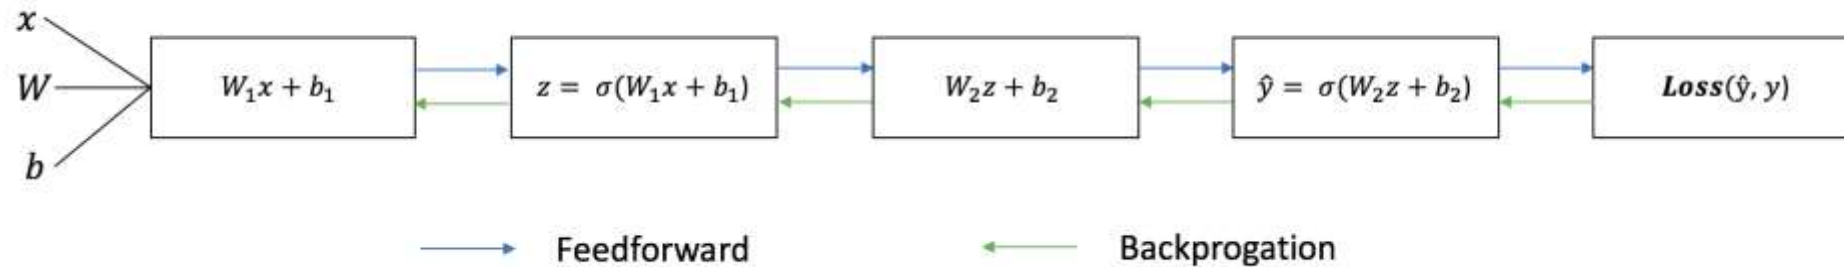 x
W
b
W₁x + b₁
z = σ(W₁x + b₁)
W₂z + b₂
ŷ = σ(W₂z + b₂)
Loss(ŷ, y)
Feedforward
Backprogation